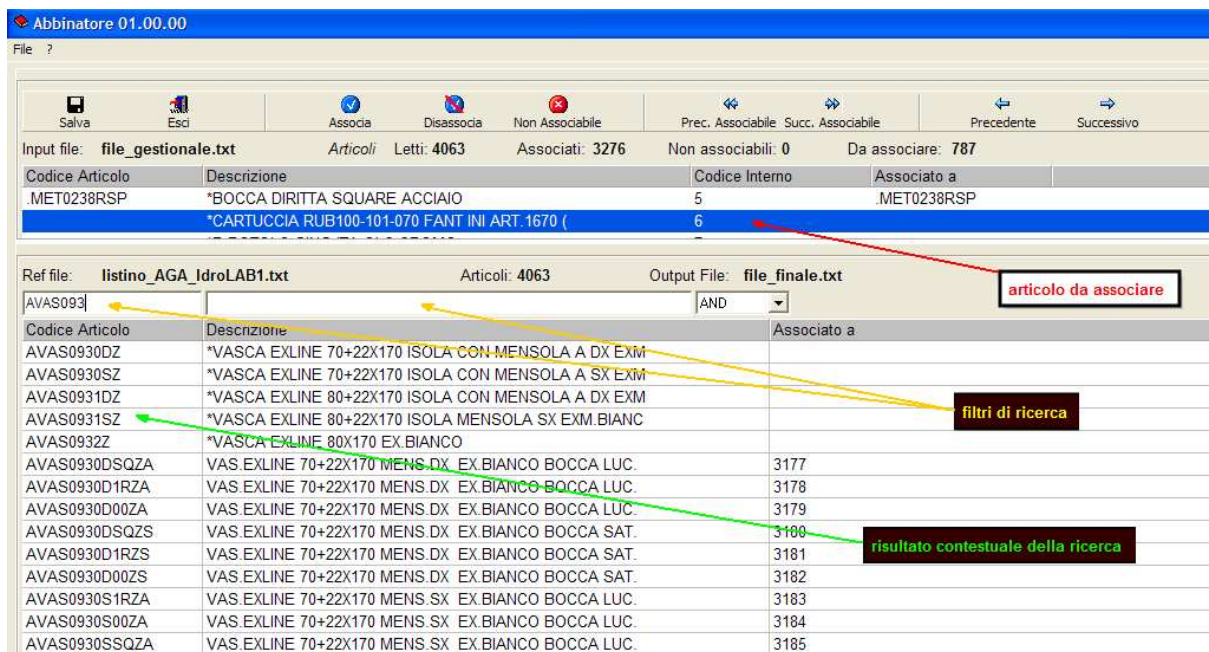 Abbinatore 01.00.00
File ?
Salva Esci Associa Disassocia Non Associabile Prec. Associabile Succ. Associabile Precedente Successivo
Input file: file_gestionale.txt Articoli Letti: 4063 Associati: 3276 Non associabili: 0 Da associare: 787
Codice Articolo Descrizione Codice Interno Associato a
.MET0238RSP *BOCCA DIRITTA SQUARE ACCIAIO 5 .MET0238RSP
*CARTUCCIA RUB100-101-070 FANT INI ART.1670 ( 6
Ref file: listino_AGA_IdroLAB1.txt Articoli: 4063 Output File: file_finale.txt
articolo da associare
AVAS093 AND
Codice Articolo Descrizione Associato a
AVAS0930DZ *VASCA EXLINE 70+22X170 ISOLA CON MENSOLA A DX EXM
AVAS0930SZ *VASCA EXLINE 70+22X170 ISOLA CON MENSOLA A SX EXM
AVAS0931DZ *VASCA EXLINE 80+22X170 ISOLA CON MENSOLA A DX EXM
filtri di ricerca
AVAS0931SZ *VASCA EXLINE 80+22X170 ISOLA MENSOLA SX EXM.BIANC
AVAS0932Z *VASCA EXLINE 80X170 EX.BIANCO
AVAS0930DSQZA VAS.EXLINE 70+22X170 MENS.DX EX.BIANCO BOCCA LUC. 3177
AVAS0930D1RZA VAS.EXLINE 70+22X170 MENS.DX EX.BIANCO BOCCA LUC. 3178
AVAS0930D00ZA VAS.EXLINE 70+22X170 MENS.DX EX.BIANCO BOCCA LUC. 3179
AVAS0930DSQZS VAS.EXLINE 70+22X170 MENS.DX EX.BIANCO BOCCA SAT. 3180
risultato contestuale della ricerca
AVAS0930D1RZS VAS.EXLINE 70+22X170 MENS.DX EX.BIANCO BOCCA SAT. 3181
AVAS0930D00ZS VAS.EXLINE 70+22X170 MENS.DX EX.BIANCO BOCCA SAT. 3182
AVAS0930S1RZA VAS.EXLINE 70+22X170 MENS.SX EX.BIANCO BOCCA LUC. 3183
AVAS0930S00ZA VAS.EXLINE 70+22X170 MENS.SX EX.BIANCO BOCCA LUC. 3184
AVAS0930SSQZA VAS.EXLINE 70+22X170 MENS.SX EX.BIANCO BOCCA LUC. 3185